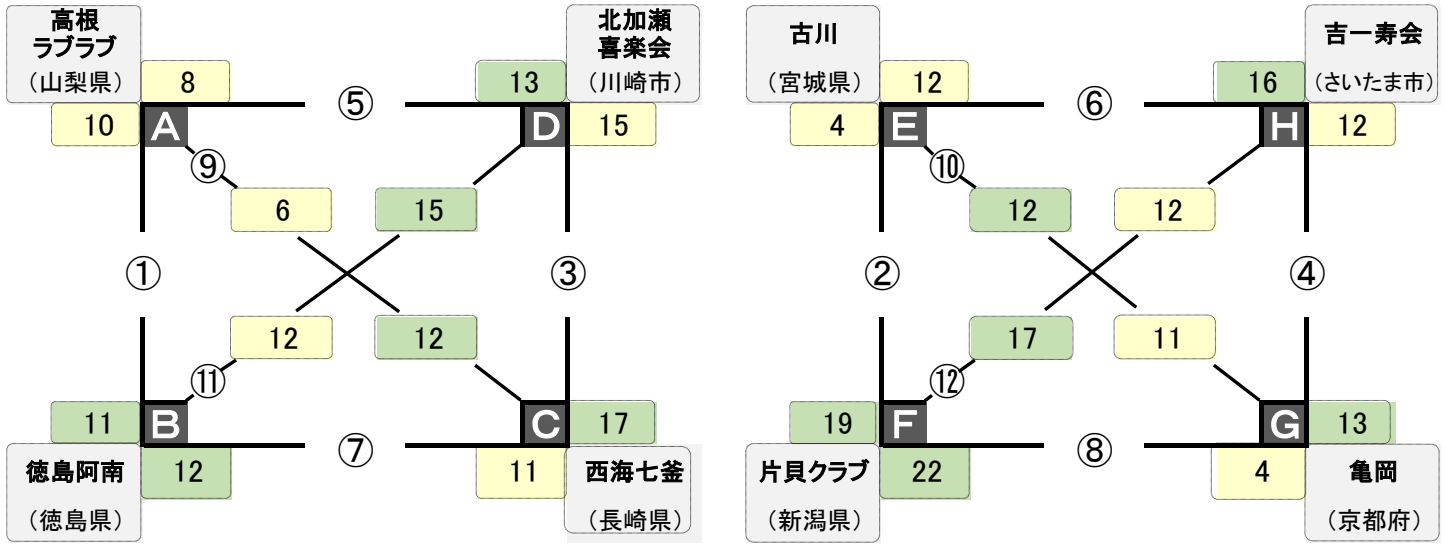 高根
ラブラブ
（山梨県）
8
⑤
13
北加瀬
喜楽会
（川崎市）
10
A
D
15
⑨
6
15
①
③
12
12
⑪
11
B
C
17
徳島阿南
（徳島県）
12
⑦
11
西海七釜
（長崎県）
古川
（宮城県）
12
⑥
16
吉一寿会
（さいたま市）
4
E
H
12
⑩
12
12
②
④
17
11
⑫
19
F
G
13
片貝クラブ
（新潟県）
22
⑧
4
亀岡
（京都府）